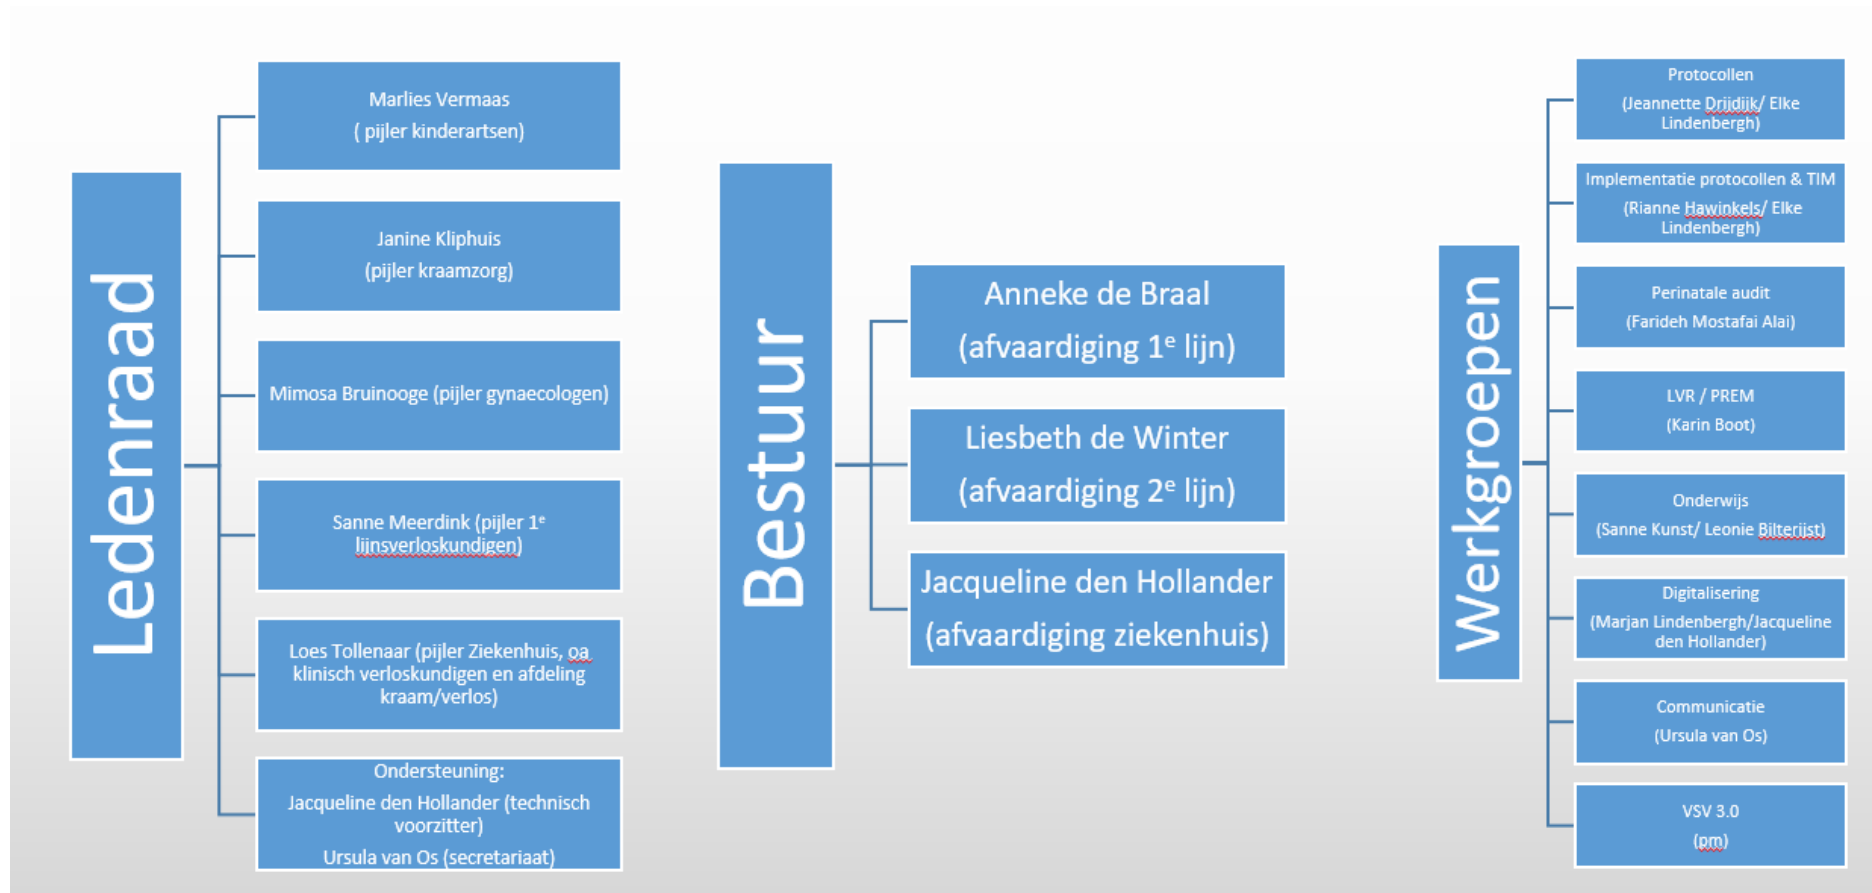 Ledenraad
Marlies Vermaas
( pijler kinderartsen)
Janine Kliphuis
(pijler kraamzorg)
Mimosa Bruinooge (pijler gynaecologen)
Sanne Meerdink (pijler 1e
lijnsverloskundigen)
Loes Tollenaar (pijler Ziekenhuis, oa
klinisch verloskundigen en afdeling
kraam/verlos)
Ondersteuning:
Jacqueline den Hollander (technisch
voorzitter)
Ursula van Os (secretariaat)
Bestuur
Anneke de Braal
(afvaardiging 1e lijn)
Liesbeth de Winter
(afvaardiging 2e lijn)
Jacqueline den Hollander
(afvaardiging ziekenhuis)
Werkgroepen
Protocollen
(Jeannette Drijdijk/ Elke
Lindenbergh)
Implementatie protocollen & TIM
(Rianne Hawinkels/ Elke
Lindenbergh)
Perinatale audit
(Farideh Mostafai Alai)
LVR / PREM
(Karin Boot)
Onderwijs
(Sanne Kunst/ Leonie Bilterijst)
Digitalisering
(Marjan Lindenbergh/Jacqueline
den Hollander)
Communicatie
(Ursula van Os)
VSV 3.0
(pm)